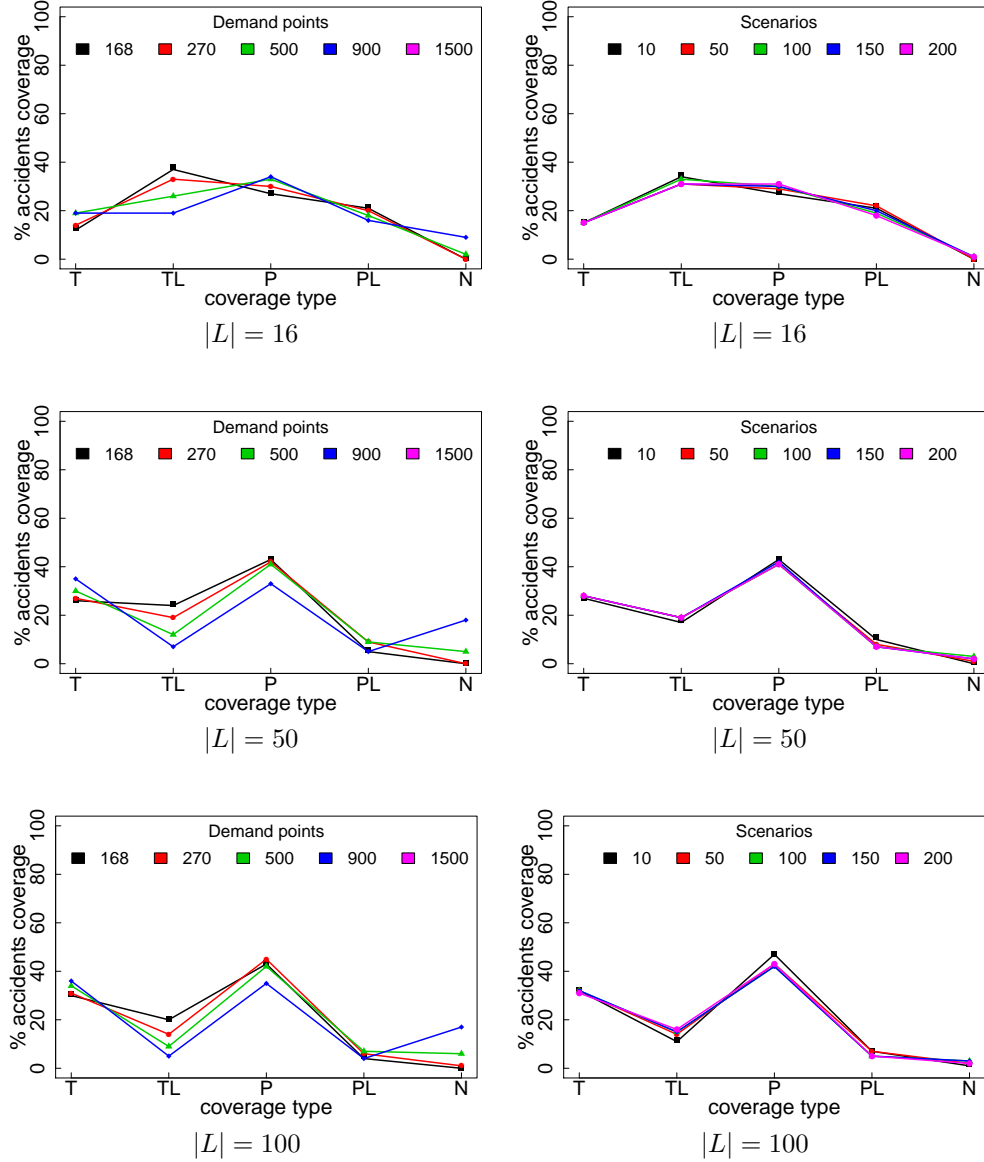 Demand points
168 270 500 900 1500
% accidents coverage
0 20 40 60 80 100
T TL P PL N
coverage type
|L| = 16
Scenarios
10 50 100 150 200
% accidents coverage
0 20 40 60 80 100
T TL P PL N
coverage type
|L| = 16
Demand points
168 270 500 900 1500
% accidents coverage
0 20 40 60 80 100
T TL P PL N
coverage type
|L| = 50
Scenarios
10 50 100 150 200
% accidents coverage
0 20 40 60 80 100
T TL P PL N
coverage type
|L| = 50
Demand points
168 270 500 900 1500
% accidents coverage
0 20 40 60 80 100
T TL P PL N
coverage type
|L| = 100
Scenarios
10 50 100 150 200
% accidents coverage
0 20 40 60 80 100
T TL P PL N
coverage type
|L| = 100